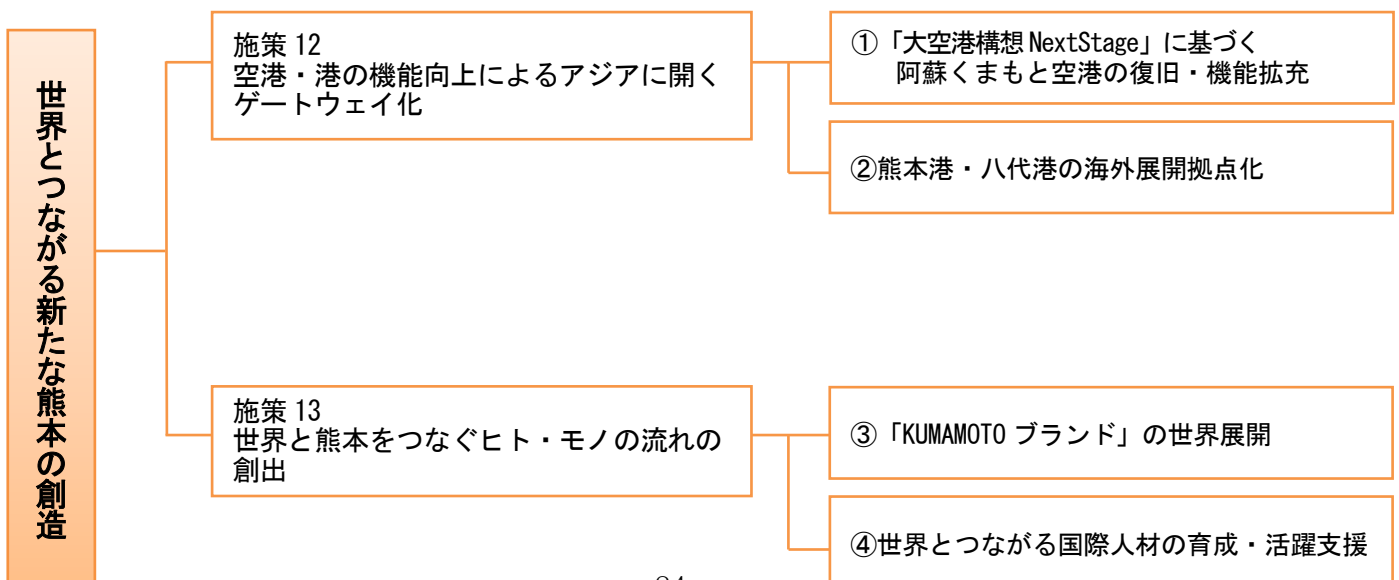 世界とつながる新たな熊本の創造
施策 12
空港・港の機能向上によるアジアに開く
ゲートウェイ化
①「大空港構想 NextStage」に基づく
阿蘇くまもと空港の復旧・機能拡充
②熊本港・八代港の海外展開拠点化
施策 13
世界と熊本をつなぐヒト・モノの流れの
創出
③「KUMAMOTO ブランド」の世界展開
④世界とつながる国際人材の育成・活躍支援